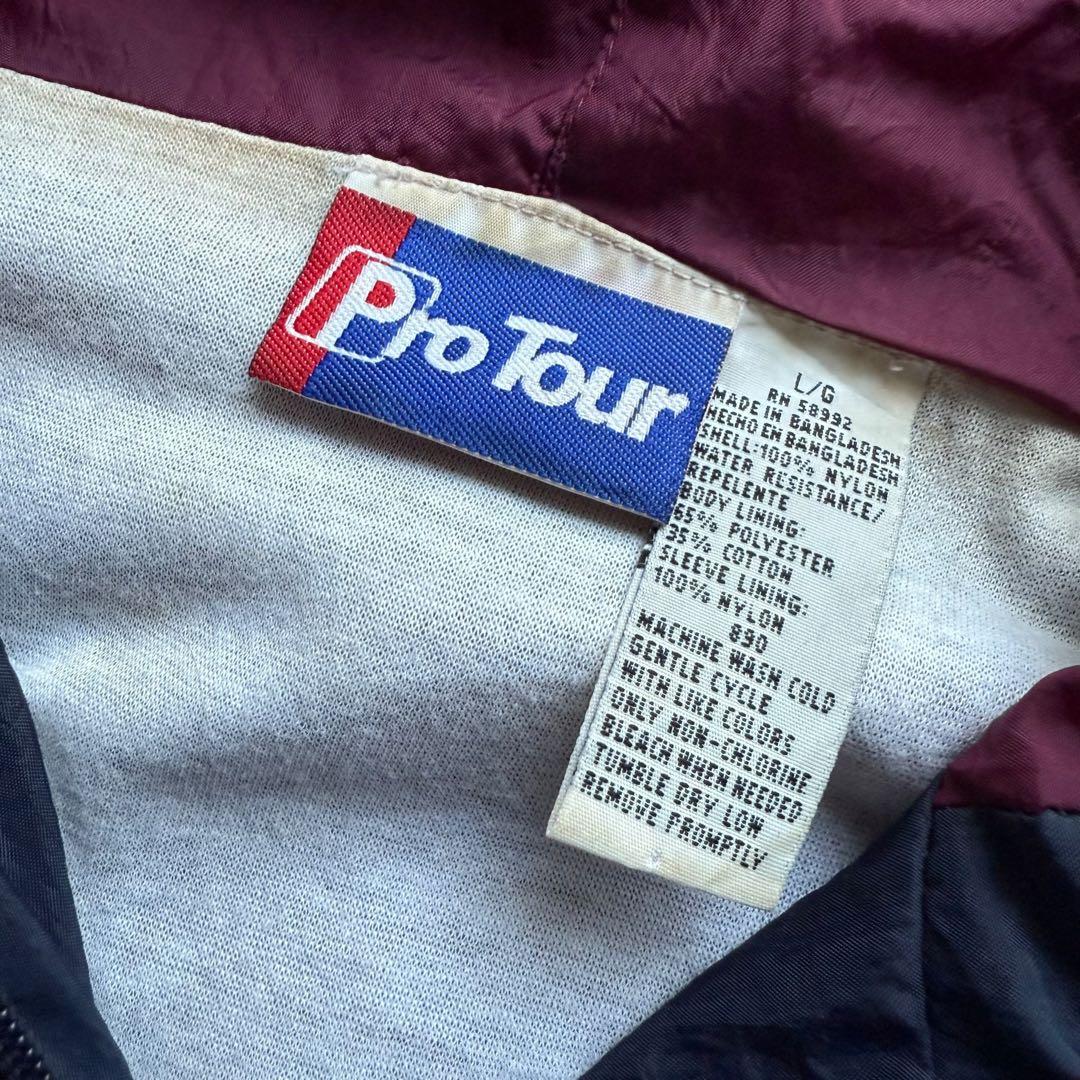 Pro Tour
L/G
RN 58992
MADE IN BANGLADESH
HECHO EN BANGLADESH
SHELL:100% NYLON
WATER RESISTANCE/
REPELENTE
BODY LINING:
65% POLYESTER
35% COTTON
SLEEVE LINING:
100% NYLON
890
MACHINE WASH COLD
GENTLE CYCLE
WITH LIKE COLORS
ONLY NON-CHLORINE
BLEACH WHEN NEEDED
TUMBLE DRY LOW
REMOVE PROMPTLY